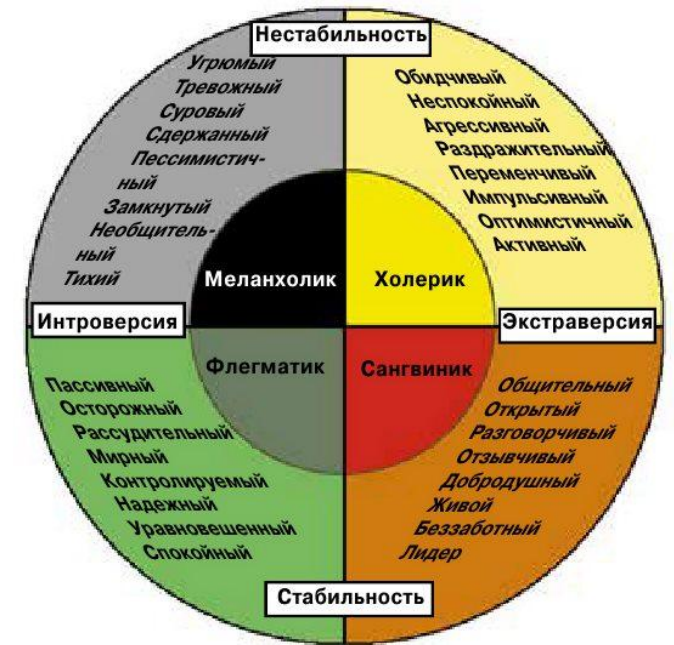 Нестабильность
Угрюмый
Тревожный
Суровый
Сдержанный
Пессимистич-
ный
Замкнутый
Необщитель-
ный
Тихий
Меланхолик
Обидчивый
Неспокойный
Агрессивный
Раздражительный
Переменчивый
Импульсивный
Оптимистичный
Активный
Холерик
Интроверсия
Экстраверсия
Флегматик
Пассивный
Осторожный
Рассудительный
Мирный
Контролируемый
Надежный
Уравновешенный
Спокойный
Сангвиник
Общительный
Открытый
Разговорчивый
Отзывчивый
Добродушный
Живой
Беззаботный
Лидер
Стабильность